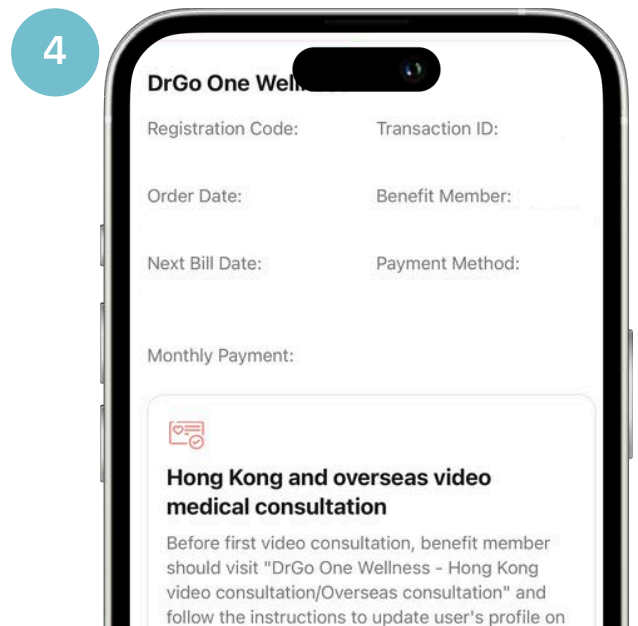 4
DrGo One Well
Registration Code: Transaction ID:
Order Date: Benefit Member:
Next Bill Date: Payment Method:
Monthly Payment:
Hong Kong and overseas video
medical consultation
Before first video consultation, benefit member
should visit "DrGo One Wellness - Hong Kong
video consultation/Overseas consultation" and
follow the instructions to update user's profile on